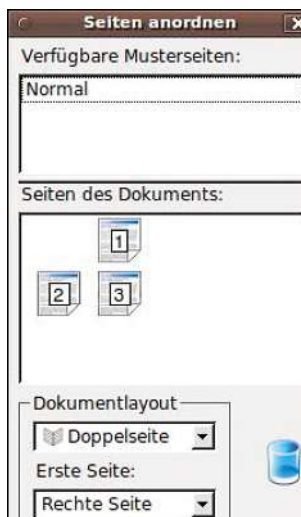 Seiten anordnen
Verfügbare Musterseiten:
Normal
Seiten des Dokuments:
1
2 3
Dokumentlayout
Doppelseite
Erste Seite:
Rechte Seite